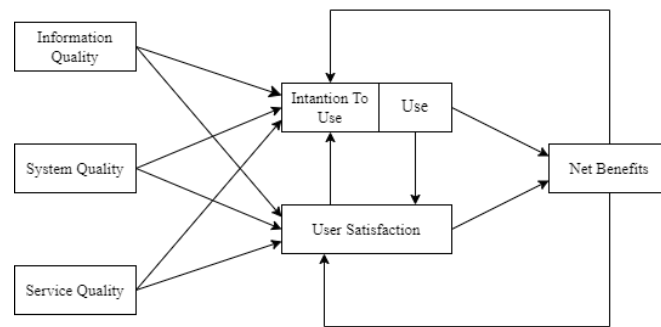 Information
Quality
Intantion To
Use
Use
System Quality
Net Benefits
User Satisfaction
Service Quality